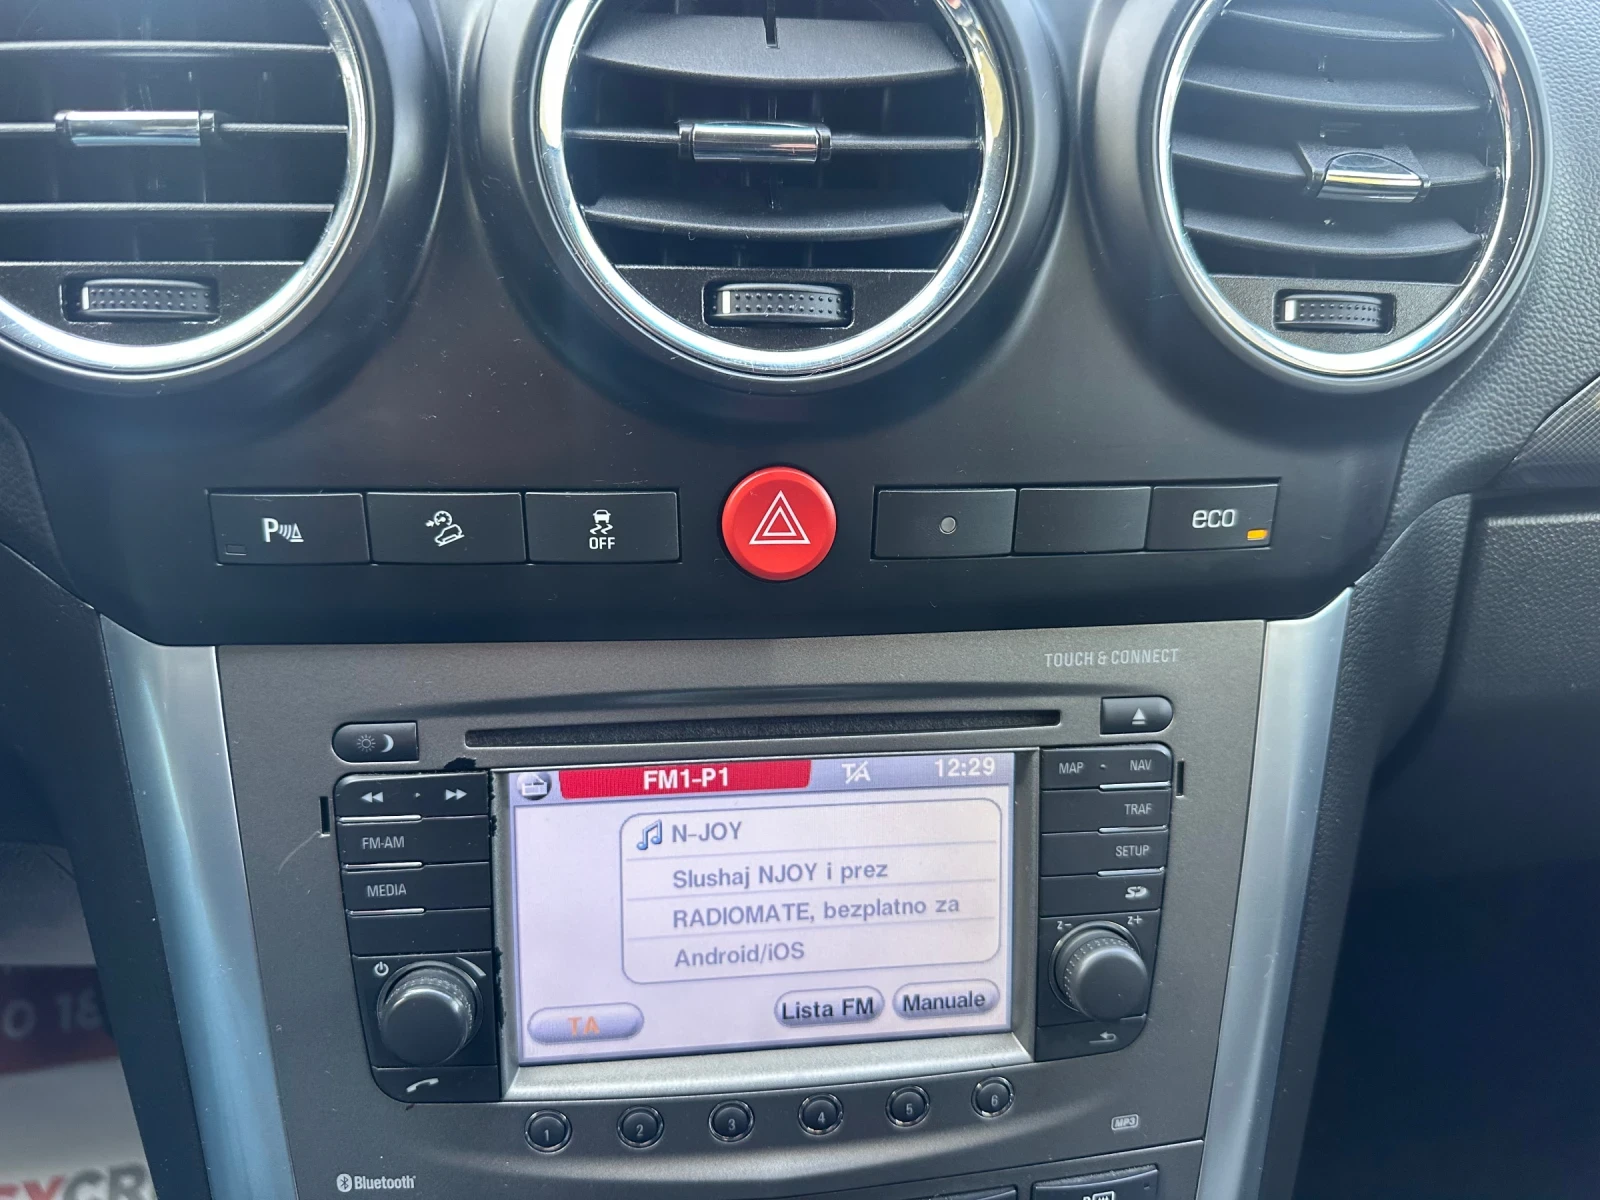 P
OFF
eco
TOUCH & CONNECT
FM1-P1
TA
12:29
MAP · NAV
N-JOY
TRAF
FM-AM
Slushaj NJOY i prez
SETUP
MEDIA
RADIOMATE, bezplatno za
Android/iOS
z- z+
TA
Lista FM
Manuale
1 2 3 4 5 6
MP3
Bluetooth